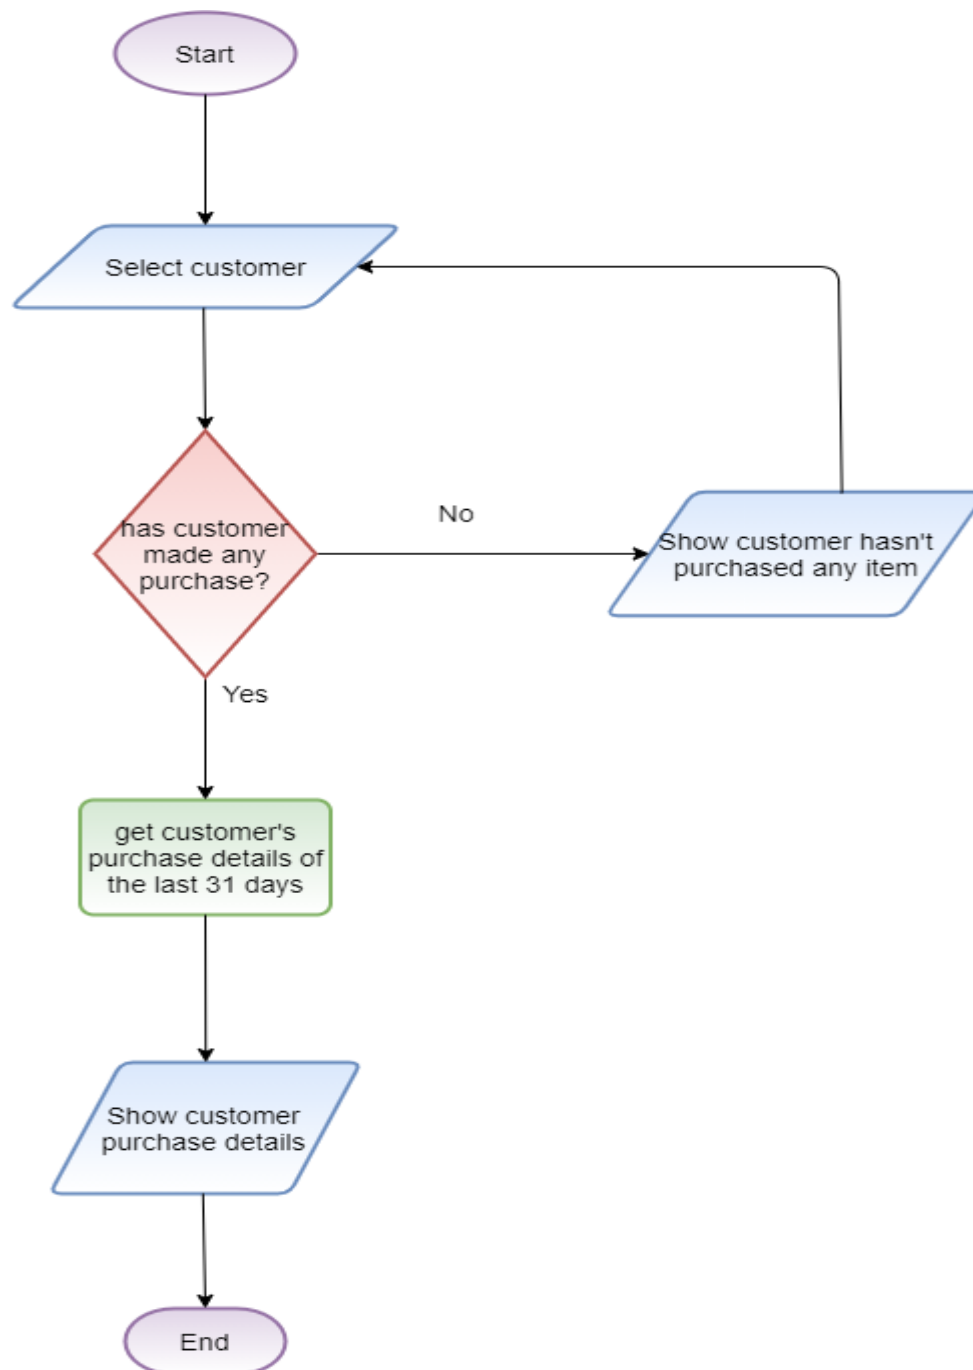 Start
Select customer
has customer
made any
purchase?
No
Show customer hasn't
purchased any item
Yes
get customer's
purchase details of
the last 31 days
Show customer
purchase details
End